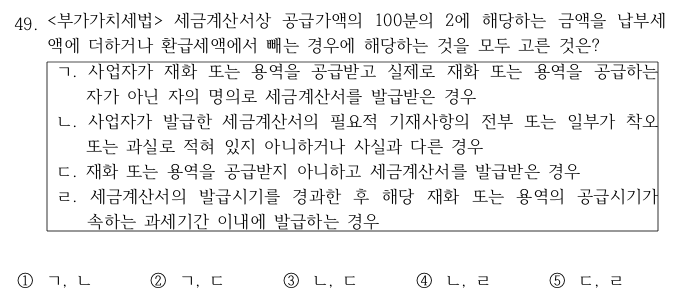 49. <부가가치세법> 세금계산서상 공급가액의 100분의 2에 해당하는 금액을 납부세
액에 더하거나 환급세액에서 빼는 경우에 해당하는 것을 모두 고른 것은?
ㄱ. 사업자가 재화 또는 용역을 공급받고 실제로 재화 또는 용역을 공급하는
자가 아닌 자의 명의로 세금계산서를 발급받은 경우
ㄴ. 사업자가 발급한 세금계산서의 필요적 기재사항의 전부 또는 일부가 착오
또는 과실로 적혀 있지 아니하거나 사실과 다른 경우
ㄷ. 재화 또는 용역을 공급받지 아니하고 세금계산서를 발급받은 경우
ㄹ. 세금계산서의 발급시기를 경과한 후 해당 재화 또는 용역의 공급시기가
속하는 과세기간 이내에 발급하는 경우
① ㄱ, ㄴ ② ㄱ, ㄷ ③ ㄴ, ㄷ ④ ㄴ, ㄹ ⑤ ㄷ, ㄹ